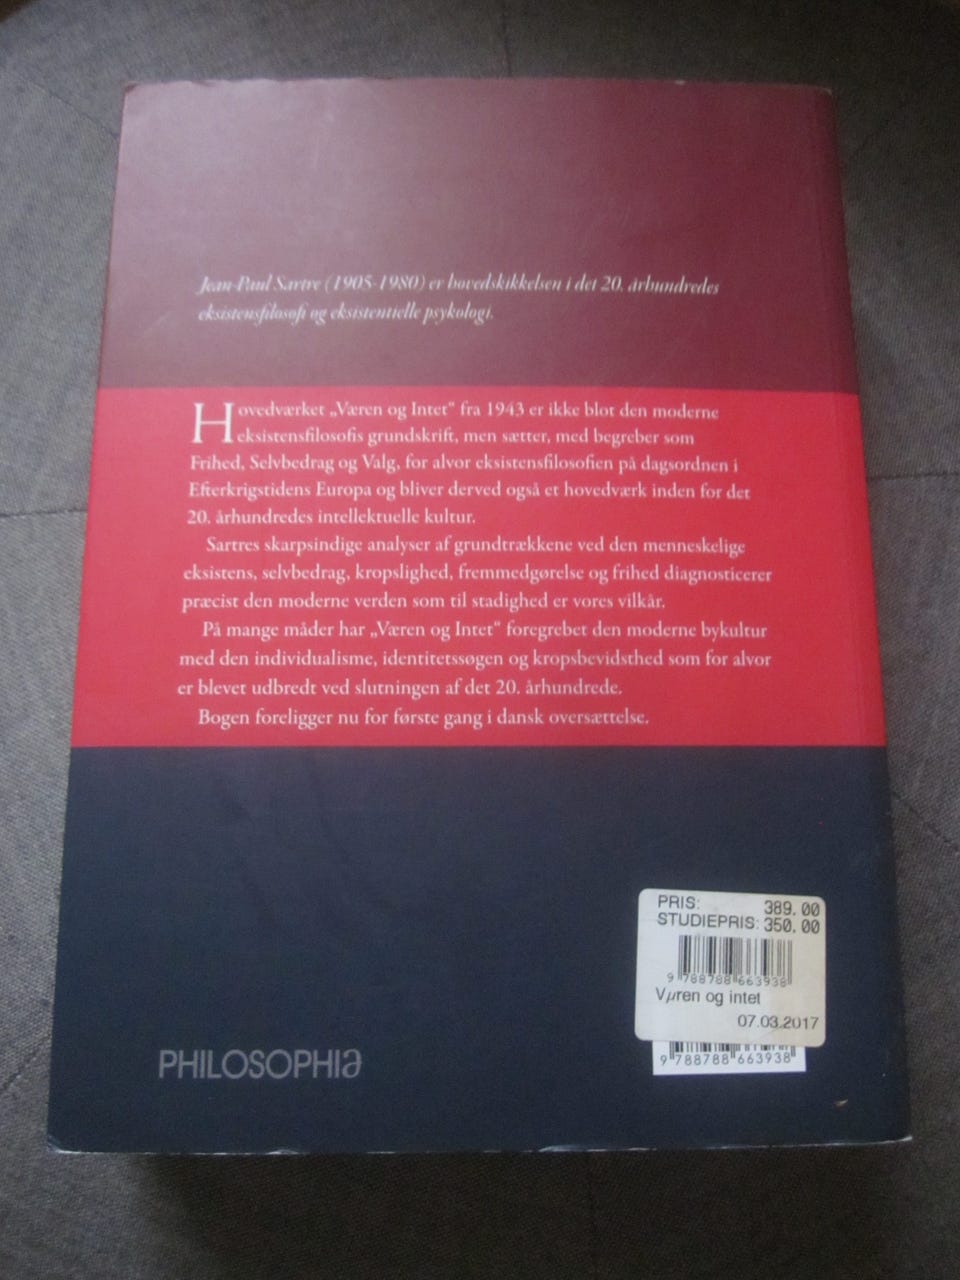 Jean-Paul Sartre (1905-1980) er hovedskikkelsen i det 20. århundredes
eksistensfilosofi og eksistentielle psykologi.
Hovedværket „Væren og Intet“ fra 1943 er ikke blot den moderne
eksistensfilosofis grundskrift, men sætter, med begreber som
Frihed, Selvbedrag og Valg, for alvor eksistensfilosofien på dagsordnen i
Efterkrigstidens Europa og bliver derved også et hovedværk inden for det
20. århundredes intellektuelle kultur.
Sartres skarpsindige analyser af grundtrækkene ved den menneskelige
eksistens, selvbedrag, kropslighed, fremmedgørelse og frihed diagnosticerer
præcist den moderne verden som til stadighed er vores vilkår.
På mange måder har „Væren og Intet“ foregrebet den moderne bykultur
med den individualisme, identitetssøgen og kropsbevidsthed som for alvor
er blevet udbredt ved slutningen af det 20. århundrede.
Bogen foreligger nu for første gang i dansk oversættelse.
PRIS: 389.00
STUDIEPRIS: 350.00
9 788788 663938
Vµren og intet
07.03.2017
9 788788 663938
PHILOSOPHIA